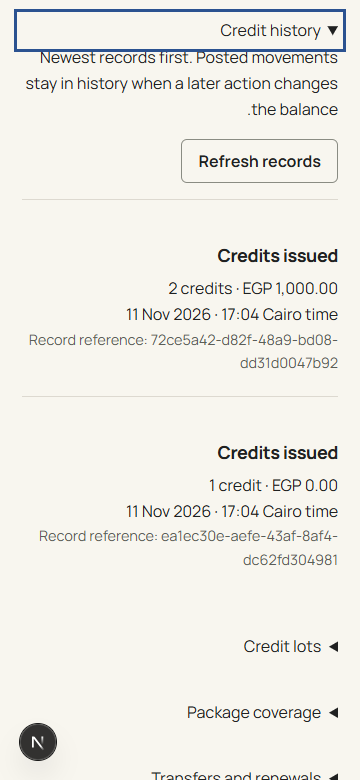 Credit history
Newest records first. Posted movements
stay in history when a later action changes
.the balance
Refresh records
Credits issued
2 credits · EGP 1,000.00
11 Nov 2026 · 17:04 Cairo time
Record reference: 72ce5a42-d82f-48a9-bd08-
dd31d0047b92
Credits issued
1 credit · EGP 0.00
11 Nov 2026 · 17:04 Cairo time
Record reference: ea1ec30e-aefe-43af-8af4-
dc62fd304981
Credit lots
Package coverage
N
Transfers and renewals